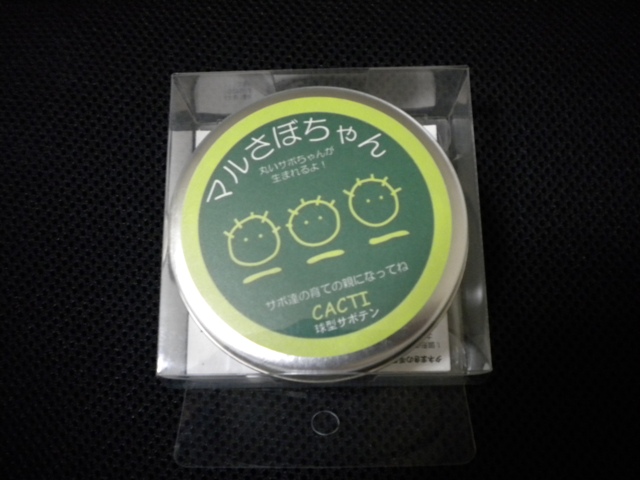 マルさぼちゃん
丸いサボちゃんが
生まれるよ！
サボ達の育ての親になってね
CACTI
球型サボテン